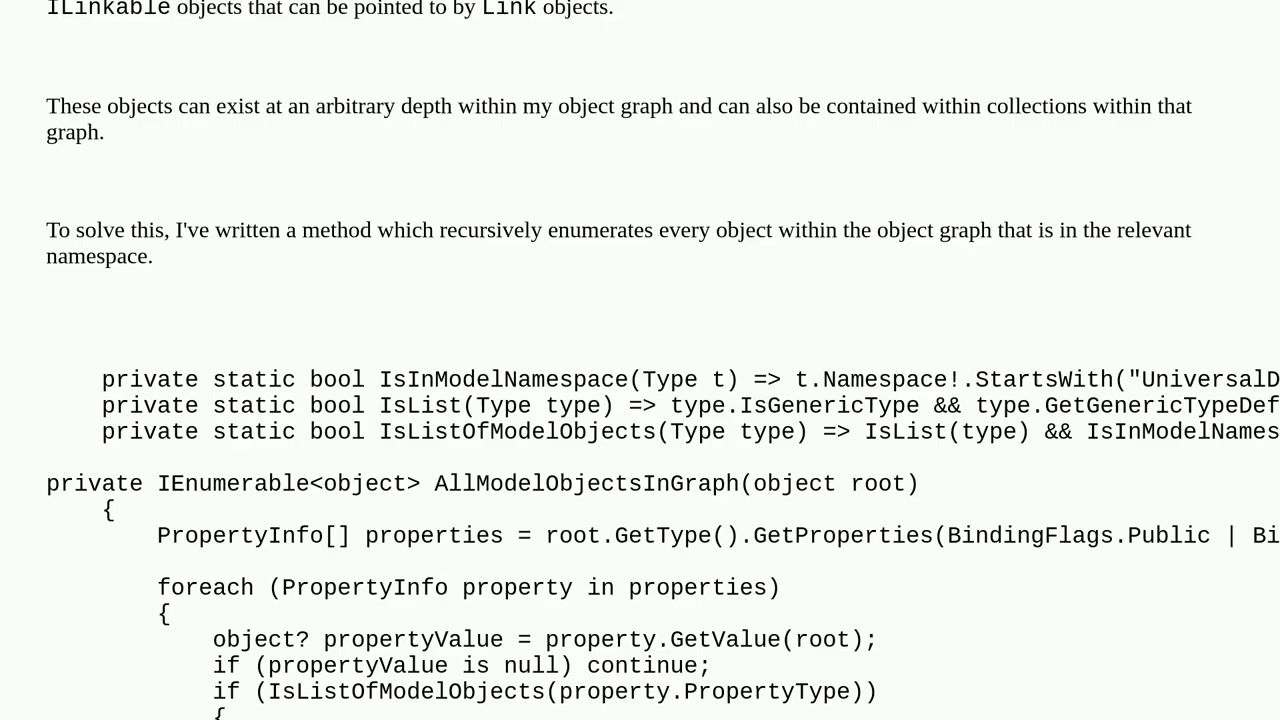 ILinkable objects that can be pointed to by Link objects.
These objects can exist at an arbitrary depth within my object graph and can also be contained within collections within that
graph.
To solve this, I've written a method which recursively enumerates every object within the object graph that is in the relevant
namespace.
private static bool IsInModelNamespace(Type t) => t.Namespace!.StartsWith("UniversalD
private static bool IsList(Type type) => type.IsGenericType && type.GetGenericTypeDef
private static bool IsListOfModelObjects(Type type) => IsList(type) && IsInModelNames
private IEnumerable<object> AllModelObjectsInGraph(object root)
{
PropertyInfo[] properties = root.GetType().GetProperties(BindingFlags.Public | Bi
foreach (PropertyInfo property in properties)
{
object? propertyValue = property.GetValue(root);
if (propertyValue is null) continue;
if (IsListOfModelObjects(property.PropertyType))
{